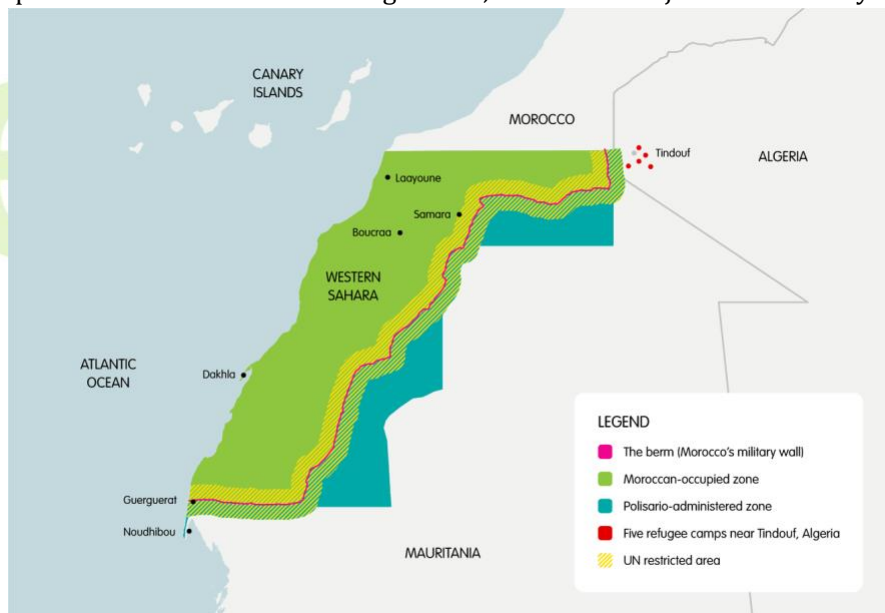 CANARY
ISLANDS
MOROCCO
Tindouf
ALGERIA
Laayoune
Samara
Boucraa
WESTERN
SAHARA
ATLANTIC
OCEAN
Dakhla
LEGEND
The berm (Morocco's military wall)
Moroccan-occupied zone
Polisario-administered zone
Five refugee camps near Tindouf, Algeria
UN restricted area
Guerguerat
Noudhibou
MAURITANIA